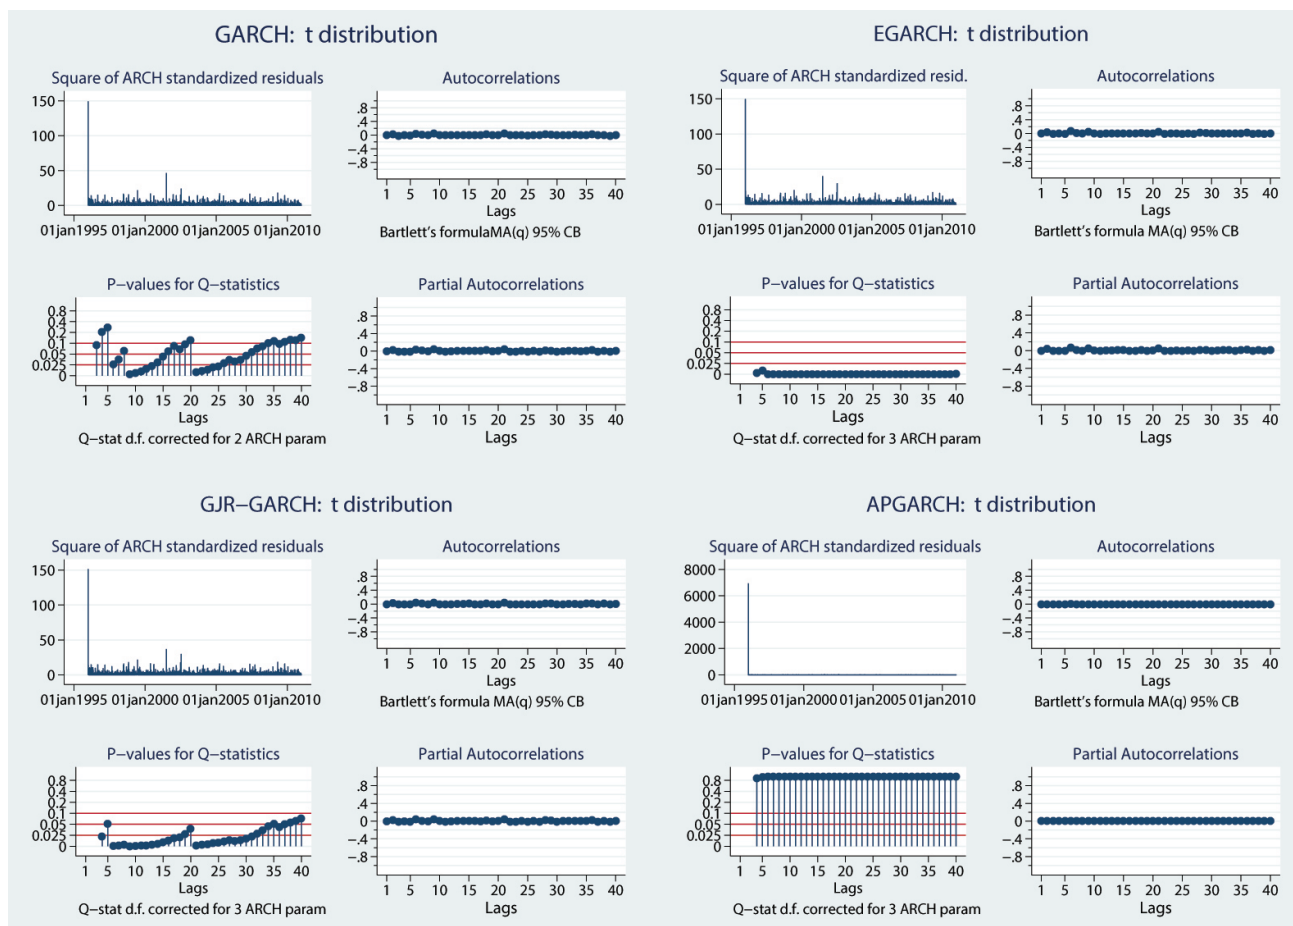 GARCH: t distribution
Square of ARCH standardized residuals
150
100
50
0
01jan1995 01jan2000 01jan2005 01jan2010
Autocorrelations
.8
.4
0
−.4
−.8
1 5 10 15 20 25 30 35 40
Lags
Bartlett's formulaMA(q) 95% CB
P−values for Q−statistics
0.8
0.4
0.2
0.1
0.05
0.025
0
1 5 10 15 20 25 30 35 40
Lags
Q−stat d.f. corrected for 2 ARCH param
Partial Autocorrelations
.8
.4
0
−.4
−.8
1 5 10 15 20 25 30 35 40
Lags
EGARCH: t distribution
Square of ARCH standardized resid.
150
100
50
0
01jan1995 01jan2000 01jan2005 01jan2010
Autocorrelations
.8
.4
0
−.4
−.8
1 5 10 15 20 25 30 35 40
Lags
Bartlett's formula MA(q) 95% CB
P−values for Q−statistics
0.8
0.4
0.2
0.1
0.05
0.025
0
1 5 10 15 20 25 30 35 40
Lags
Q−stat d.f. corrected for 3 ARCH param
Partial Autocorrelations
.8
.4
0
−.4
−.8
1 5 10 15 20 25 30 35 40
Lags
GJR−GARCH: t distribution
Square of ARCH standardized residuals
150
100
50
0
01jan1995 01jan2000 01jan2005 01jan2010
Autocorrelations
.8
.4
0
−.4
−.8
1 5 10 15 20 25 30 35 40
Lags
Bartlett's formula MA(q) 95% CB
P−values for Q−statistics
0.8
0.4
0.2
0.1
0.05
0.025
0
1 5 10 15 20 25 30 35 40
Lags
Q−stat d.f. corrected for 3 ARCH param
Partial Autocorrelations
.8
.4
0
−.4
−.8
1 5 10 15 20 25 30 35 40
Lags
APGARCH: t distribution
Square of ARCH standardized residuals
8000
6000
4000
2000
0
01jan1995 01jan2000 01jan2005 01jan2010
Autocorrelations
.8
.4
0
−.4
−.8
1 5 10 15 20 25 30 35 40
Lags
Bartlett's formula MA(q) 95% CB
P−values for Q−statistics
0.8
0.4
0.2
0.1
0.05
0.025
0
1 5 10 15 20 25 30 35 40
Lags
Q−stat d.f. corrected for 3 ARCH param
Partial Autocorrelations
.8
.4
0
−.4
−.8
1 5 10 15 20 25 30 35 40
Lags